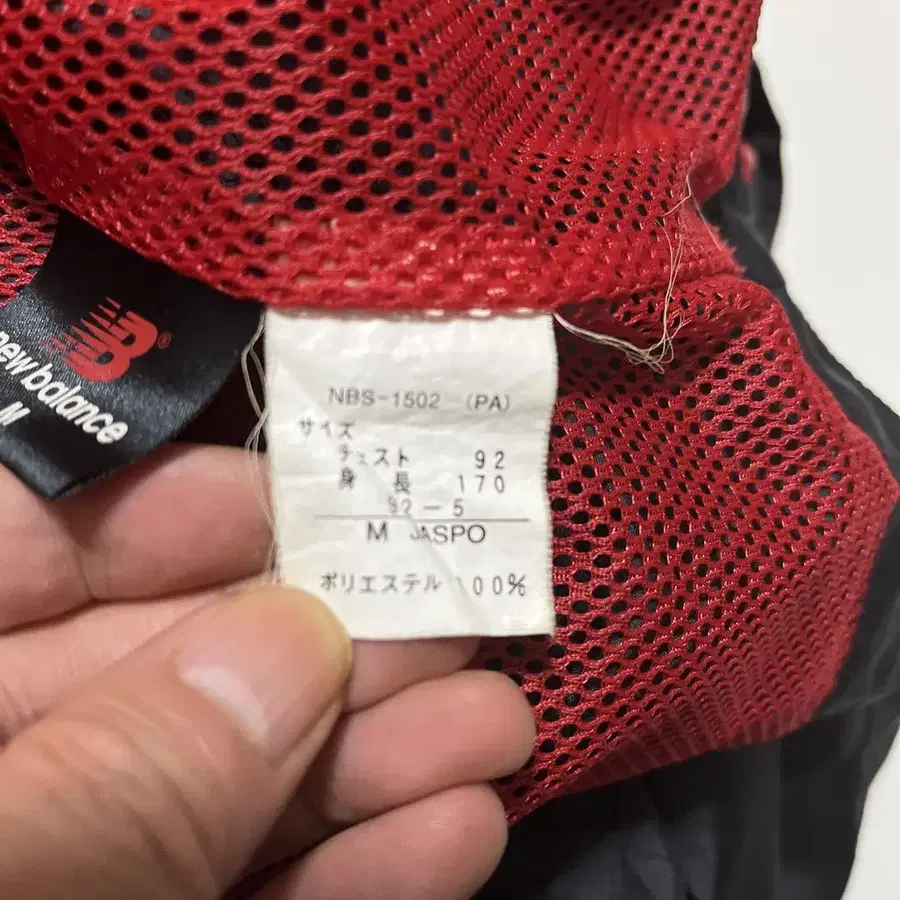 NB®
new balance
M
NBS-1502 (PA)
サイズ
チェスト 92
身長 170
92-5
M JASPO
ポリエステル 100%